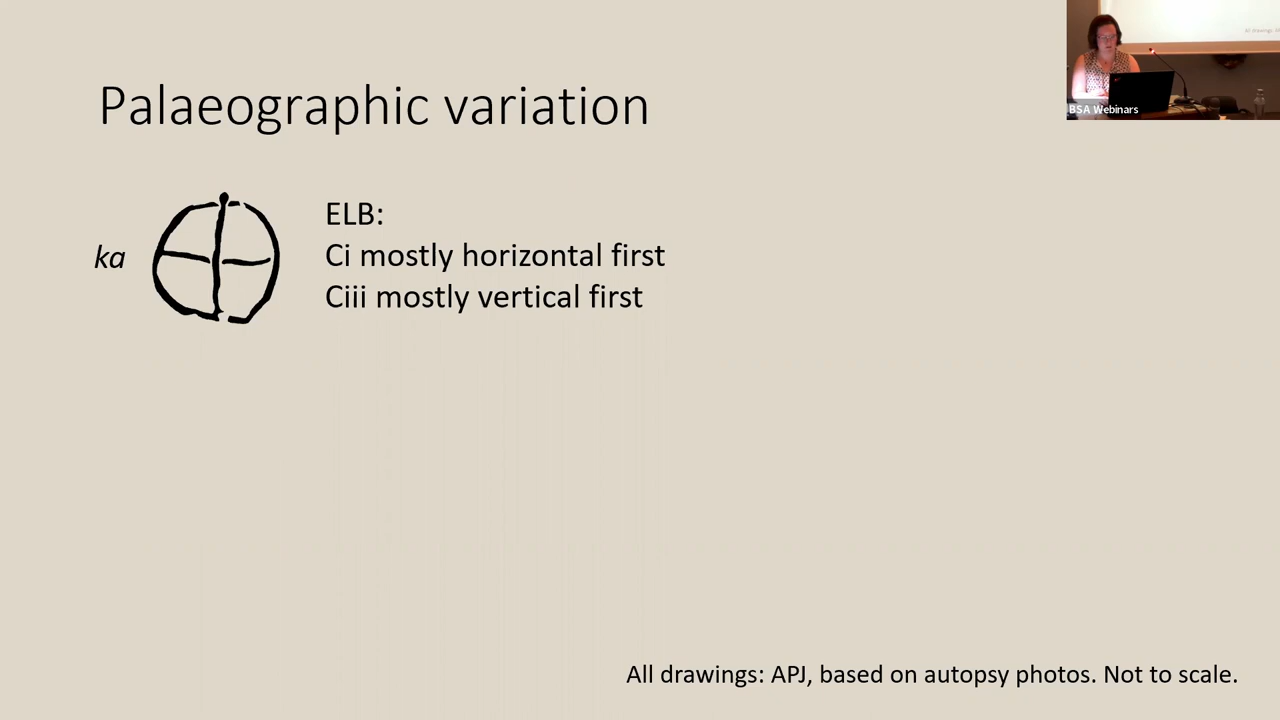 Palaeographic variation
ka
ELB:
Ci mostly horizontal first
Ciii mostly vertical first
BSA Webinars
All drawings: APJ, based on autopsy photos. Not to scale.